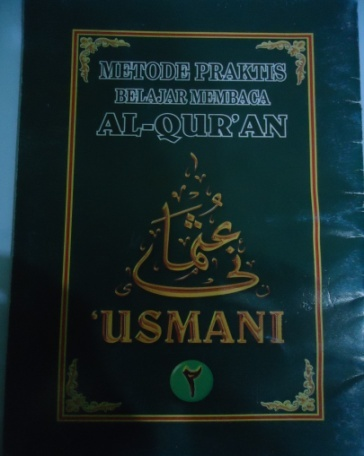 METODE PRAKTIS
BELAJAR MEMBACA
AL-QUR'AN
عثماني
'USMANI
٢